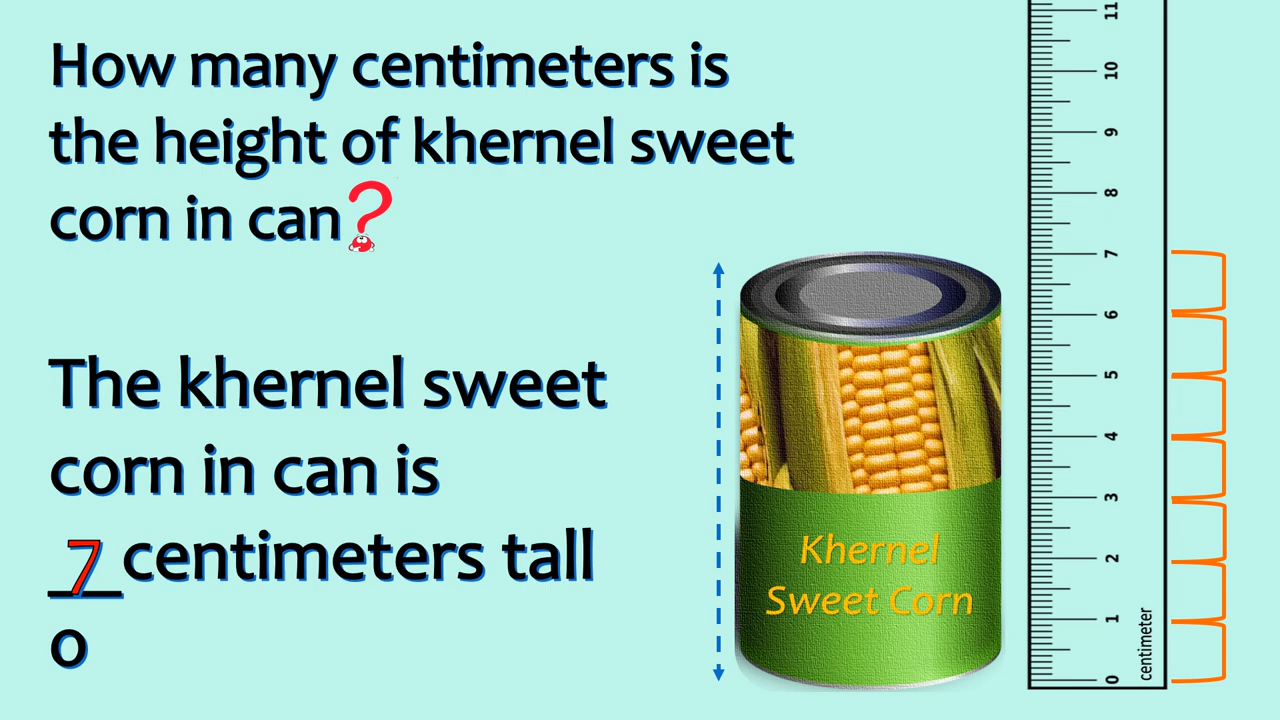 How many centimeters is
the height of khernel sweet
corn in can?
The khernel sweet
corn in can is
7 centimeters tall
o
Khernel
Sweet Corn
11
10
9
8
7
6
5
4
3
2
1
0
centimeter